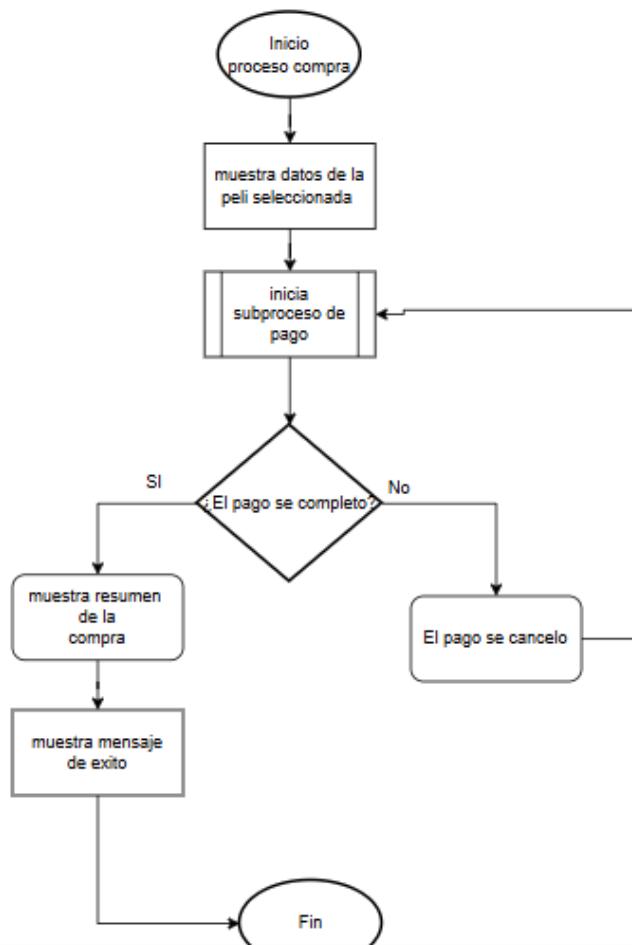 Inicio
proceso compra
muestra datos de la
peli seleccionada
inicia
subproceso de
pago
¿El pago se completo?
SI
No
muestra resumen
de la
compra
El pago se cancelo
muestra mensaje
de exito
Fin